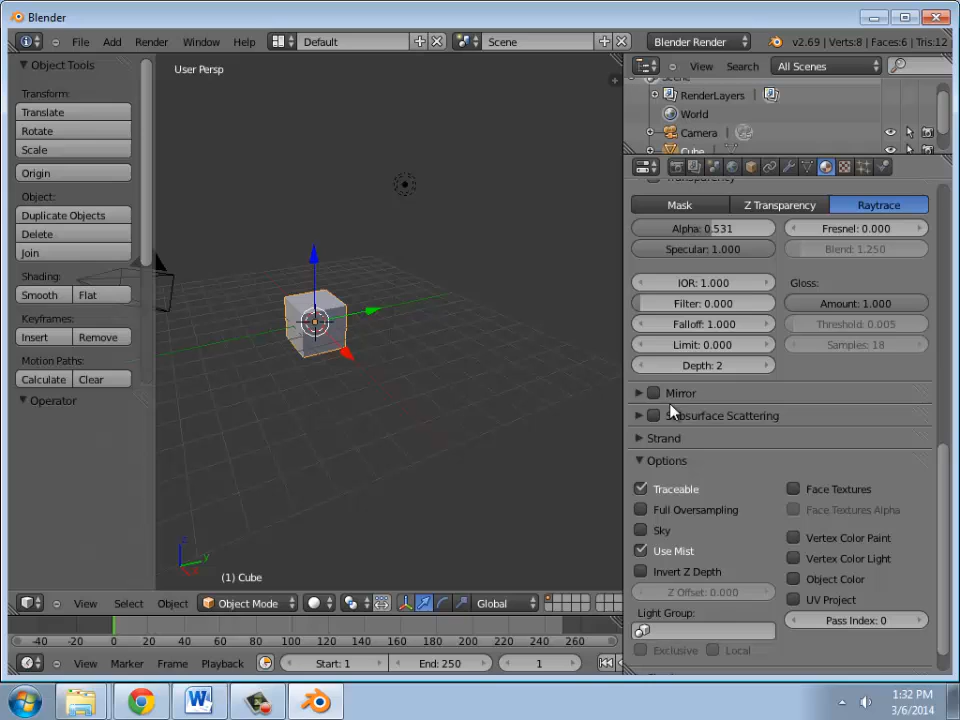 Blender
File Add Render Window Help Default Scene Blender Render v2.69 | Verts:8 | Faces:6 | Tris:12
Object Tools
Transform:
Translate
Rotate
Scale
Origin
Object:
Duplicate Objects
Delete
Join
Shading:
Smooth Flat
Keyframes:
Insert Remove
Motion Paths:
Calculate Clear
Operator
User Persp
(1) Cube
View Search All Scenes
Scene
RenderLayers
World
Camera
Cube
Transparency
Mask Z Transparency Raytrace
Alpha: 0.531 Fresnel: 0.000
Specular: 1.000 Blend: 1.250
IOR: 1.000 Gloss:
Filter: 0.000 Amount: 1.000
Falloff: 1.000 Threshold: 0.005
Limit: 0.000 Samples: 18
Depth: 2
Mirror
Subsurface Scattering
Strand
Options
Traceable Face Textures
Full Oversampling Face Textures Alpha
Sky Vertex Color Paint
Use Mist Vertex Color Light
Invert Z Depth Object Color
Z Offset: 0.000 UV Project
Light Group: Pass Index: 0
Exclusive Local
View Select Object Object Mode Global
-40 -20 0 20 40 60 80 100 120 140 160 180 200 220 240 260
View Marker Frame Playback Start: 1 End: 250 1
1:32 PM
3/6/2014